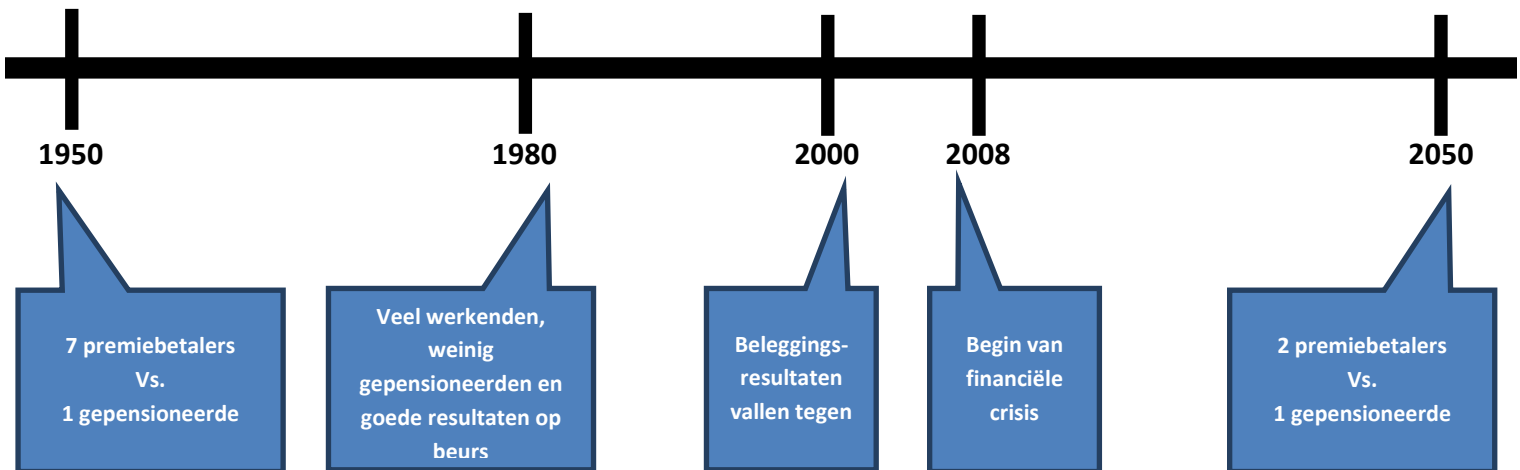 1950
1980
2000
2008
2050
7 premiebetalers
Vs.
1 gepensioneerde
Veel werkenden,
weinig
gepensioneerden en
goede resultaten op
beurs
Beleggings-
resultaten
vallen tegen
Begin van
financiële
crisis
2 premiebetalers
Vs.
1 gepensioneerde